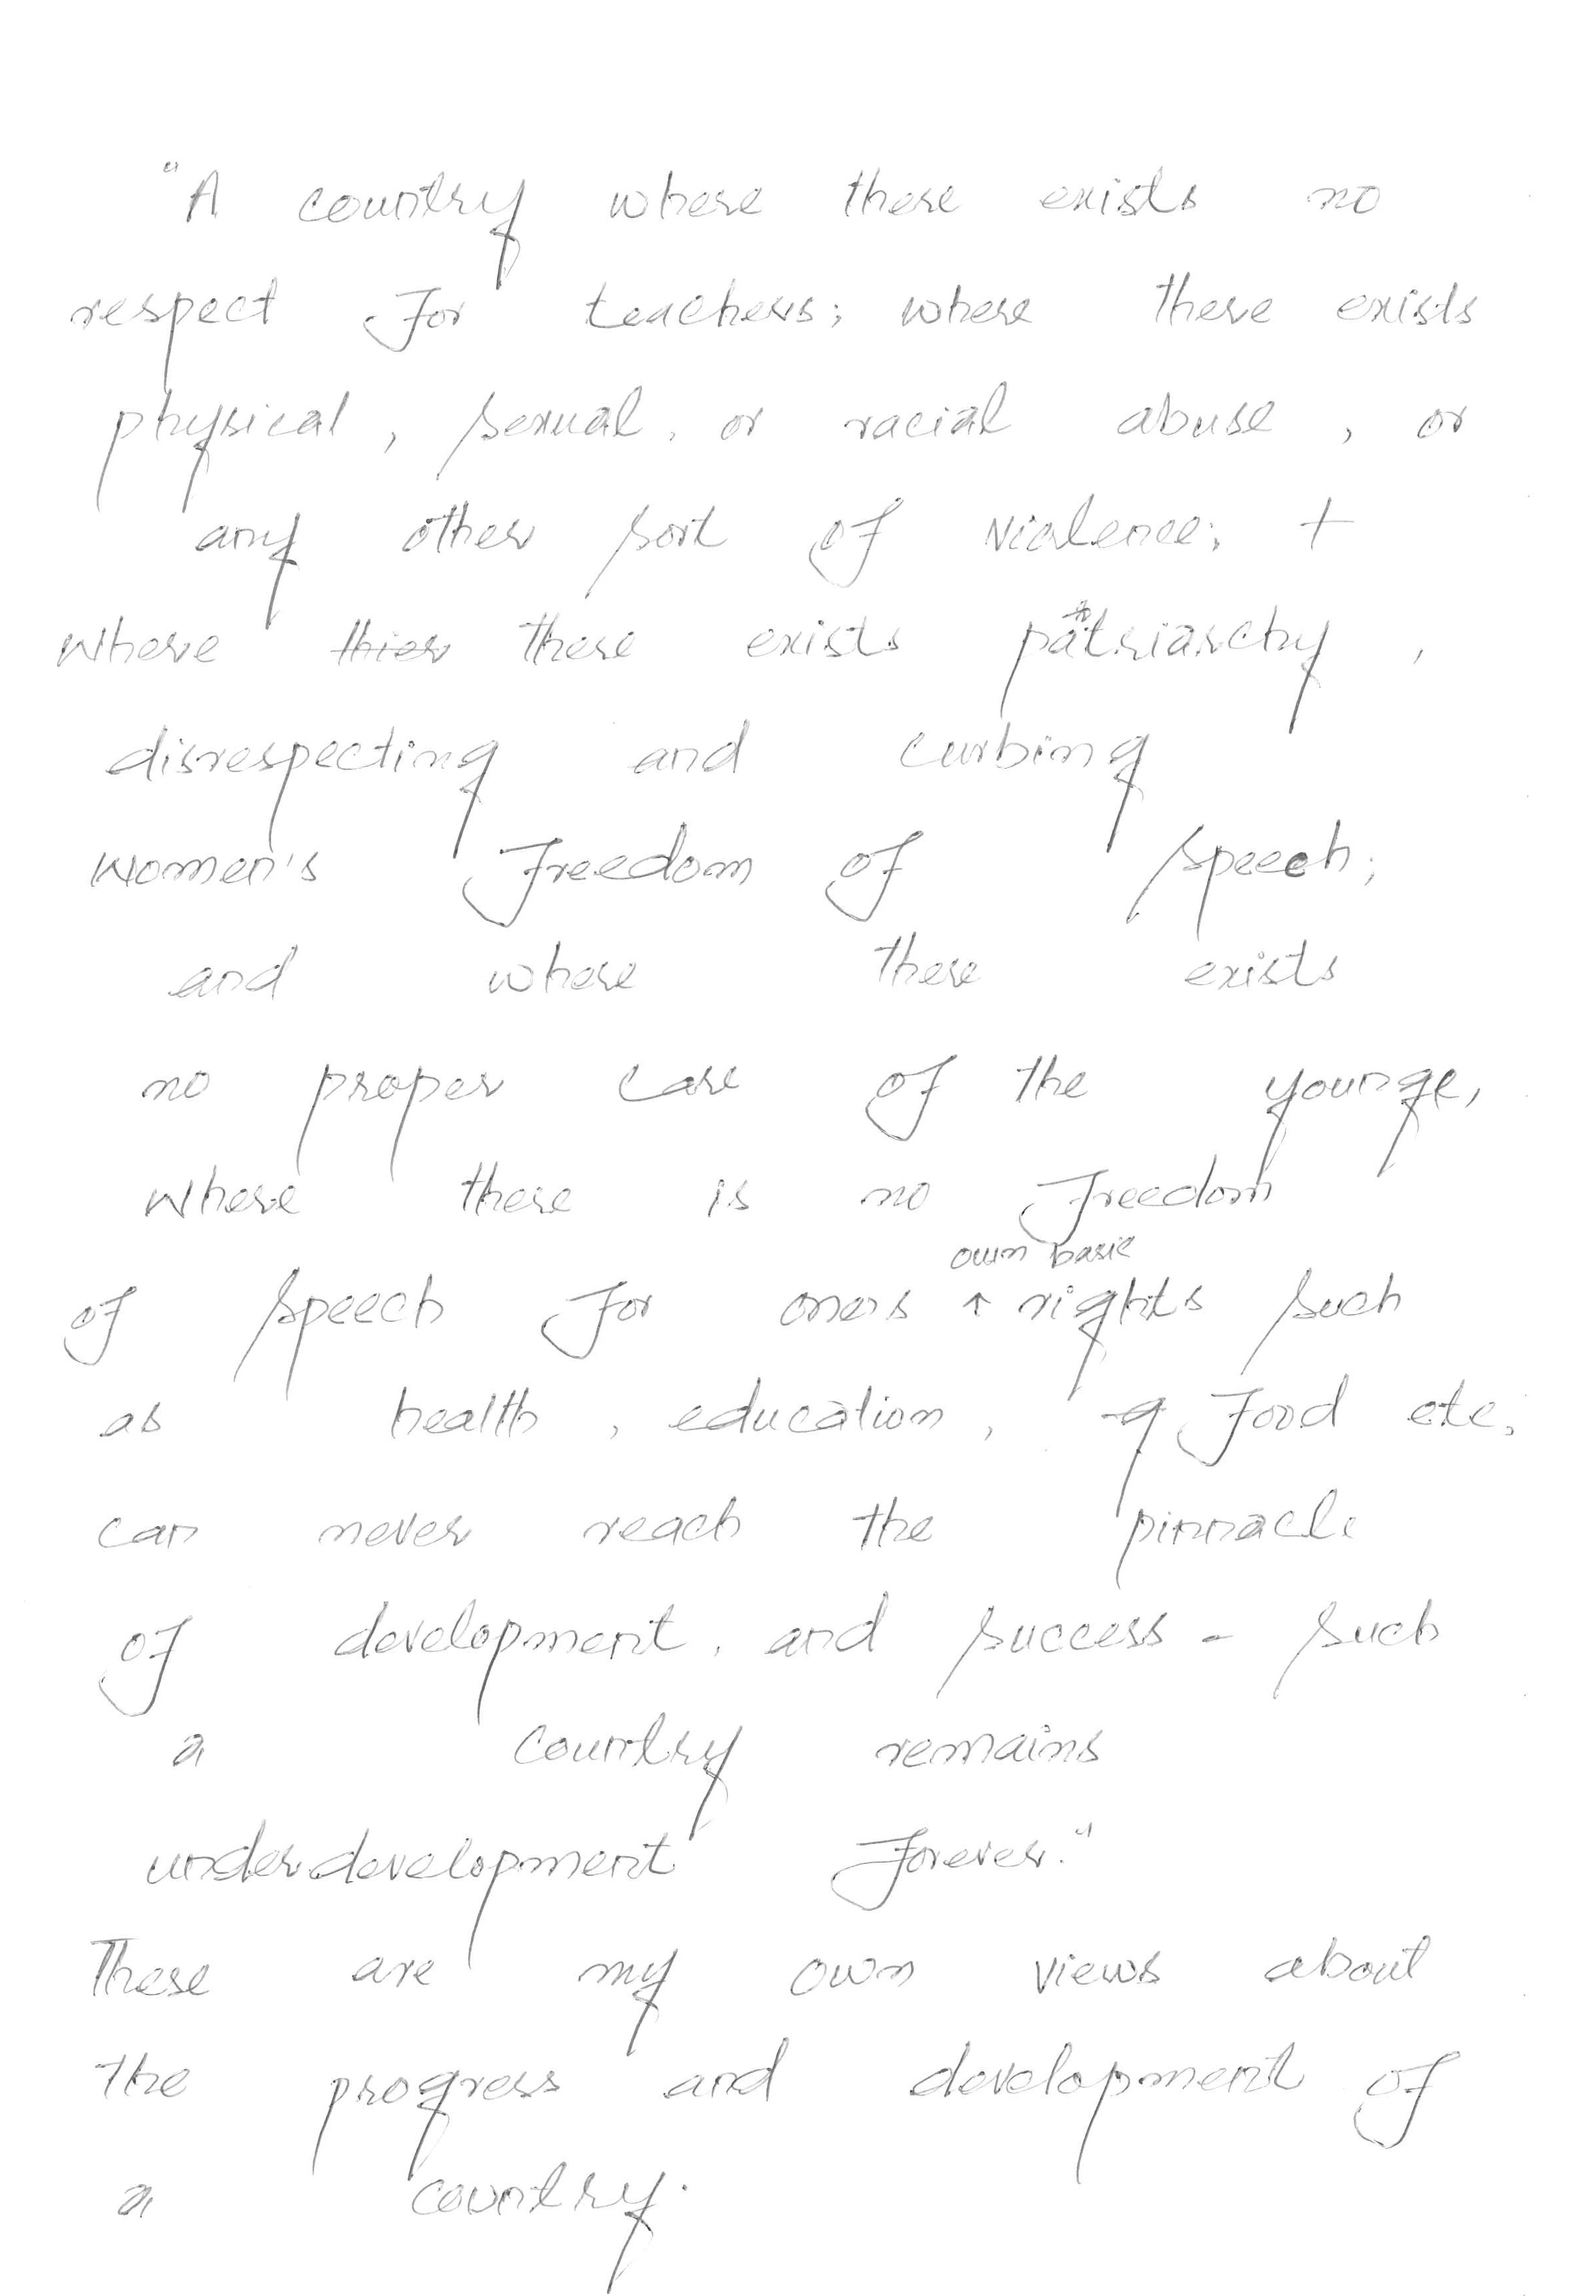 "A country where there exists no
respect for teachers; where there exists
physical, sexual, or racial abuse, or
any other sort of violence; +
where thier there exists patriarchy,
disrespecting and curbing
women's freedom of speech;
and where there exists
no proper care of the younge,
where there is no freedom
own basic
of speech for ones ↑ rights such
as health, education, food etc,
can never reach the pinnacle
of development, and success - such
a country remains
underdevelopment forever."
These are my own views about
the progress and development of
a country.